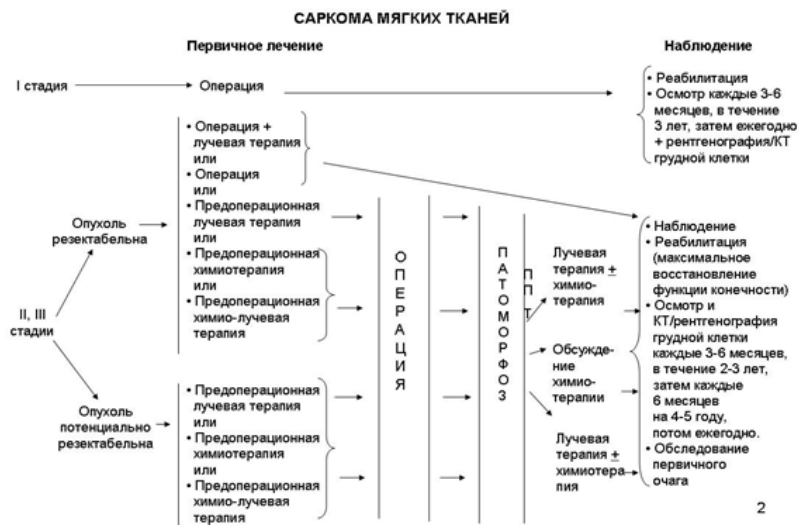 САРКОМА МЯГКИХ ТКАНЕЙ
Первичное лечение
Наблюдение
I стадия
Операция
• Реабилитация
• Осмотр каждые 3-6
месяцев, в течение
3 лет, затем ежегодно
+ рентгенография/КТ
грудной клетки
II, III
стадии
Опухоль
резектабельна
• Операция +
лучевая терапия
или
• Операция
или
• Предоперационная
лучевая терапия
или
• Предоперационная
химиотерапия
или
• Предоперационная
химио-лучевая
терапия
Опухоль
потенциально
резектабельна
• Предоперационная
лучевая терапия
или
• Предоперационная
химиотерапия
или
• Предоперационная
химио-лучевая
терапия
ОПЕРАЦИЯ
ПАТОМОРФОЗ
ППТ
Лучевая
терапия ±
химио-
терапия
Обсужде-
ние
химио-
терапии
Лучевая
терапия ±
химиотера
пия
• Наблюдение
• Реабилитация
(максимальное
восстановление
функции конечости)
• Осмотр и
КТ/рентгенография
грудной клетки
каждые 3-6 месяцев,
в течение 2-3 лет,
затем каждые
6 месяцев
на 4-5 году,
потом ежегодно.
• Обследование
первичного
очага
2